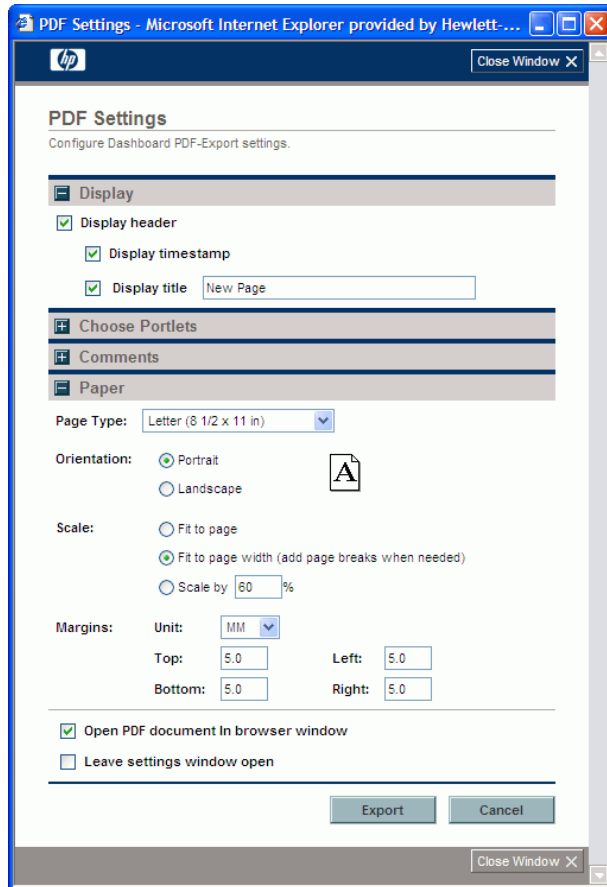 PDF Settings - Microsoft Internet Explorer provided by Hewlett-...
hp
Close Window X
PDF Settings
Configure Dashboard PDF-Export settings.
Display
Display header
Display timestamp
Display title New Page
Choose Portlets
Comments
Paper
Page Type: Letter (8 1/2 x 11 in)
Orientation: Portrait
A
Landscape
Scale: Fit to page
Fit to page width (add page breaks when needed)
Scale by 60 %
Margins: Unit: MM
Top: 5.0 Left: 5.0
Bottom: 5.0 Right: 5.0
Open PDF document In browser window
Leave settings window open
Export Cancel
Close Window X